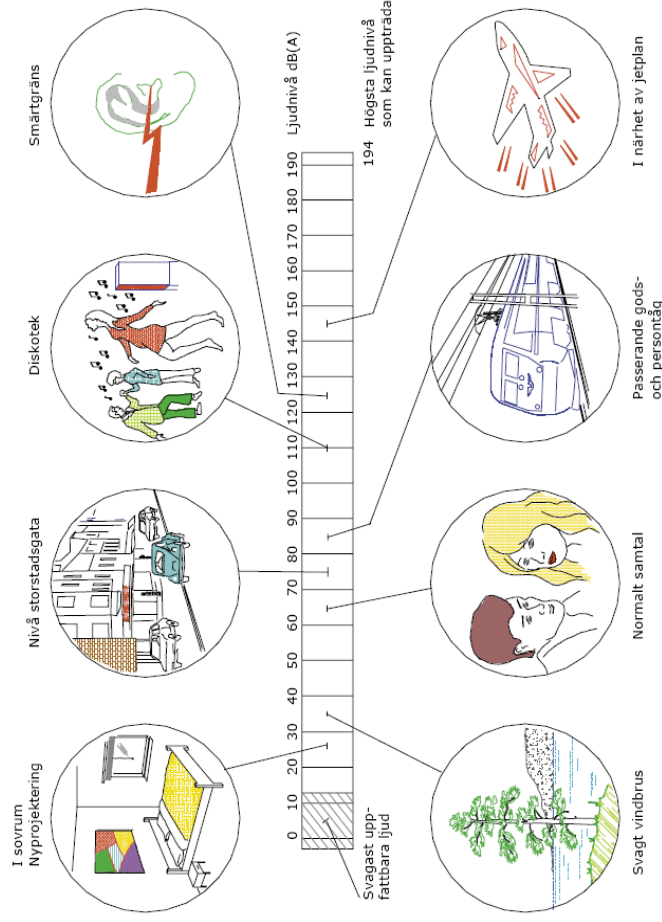 I sovrum
Nyprojektering
Nivå storstadsgata
Diskotek
Smärtgräns
0 10 20 30 40 50 60 70 80 90 100 110 120 130 140 150 160 170 180 190
Ljudnivå dB(A)
Svagast upp-
fattbara ljud
194 Högsta ljudnivå
som kan uppträda
Svagt vindbrus
Normalt samtal
Passerande gods-
och persontåg
I närhet av jetplan